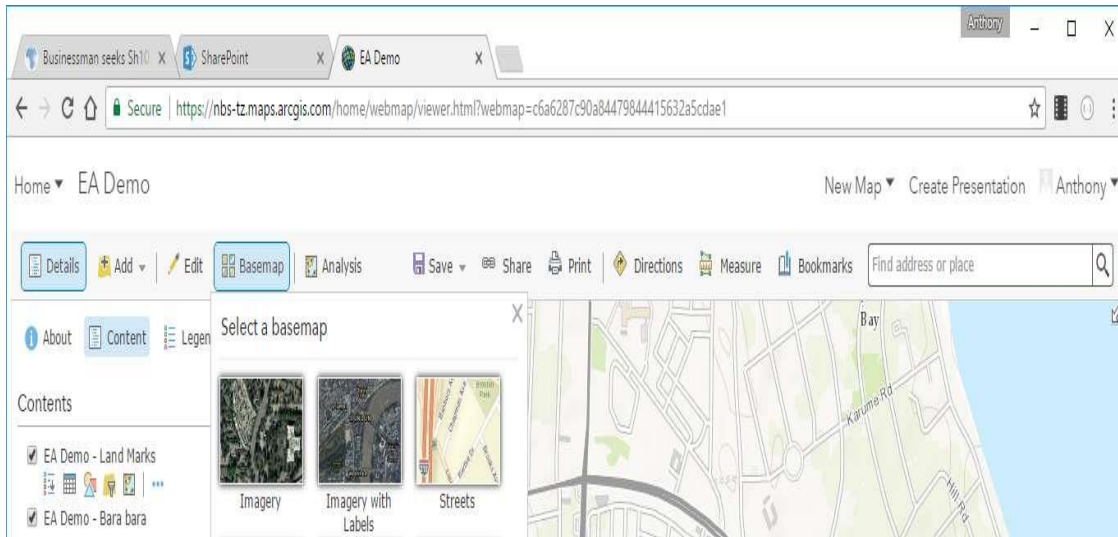 Anthony
Businessman seeks Sh10 SharePoint EA Demo
Secure https://nbs-tz.maps.arcgis.com/home/webmap/viewer.html?webmap=c6a6287c90a84479844415632a5cdae1
Home EA Demo New Map Create Presentation Anthony
Details Add Edit Basemap Analysis Save Share Print Directions Measure Bookmarks Find address or place
About Content Legen
Select a basemap
Bay
Contents
Karume Rd
EA Demo - Land Marks
Imagery
Imagery with
Labels
Streets
EA Demo - Bara bara
Hill Rd